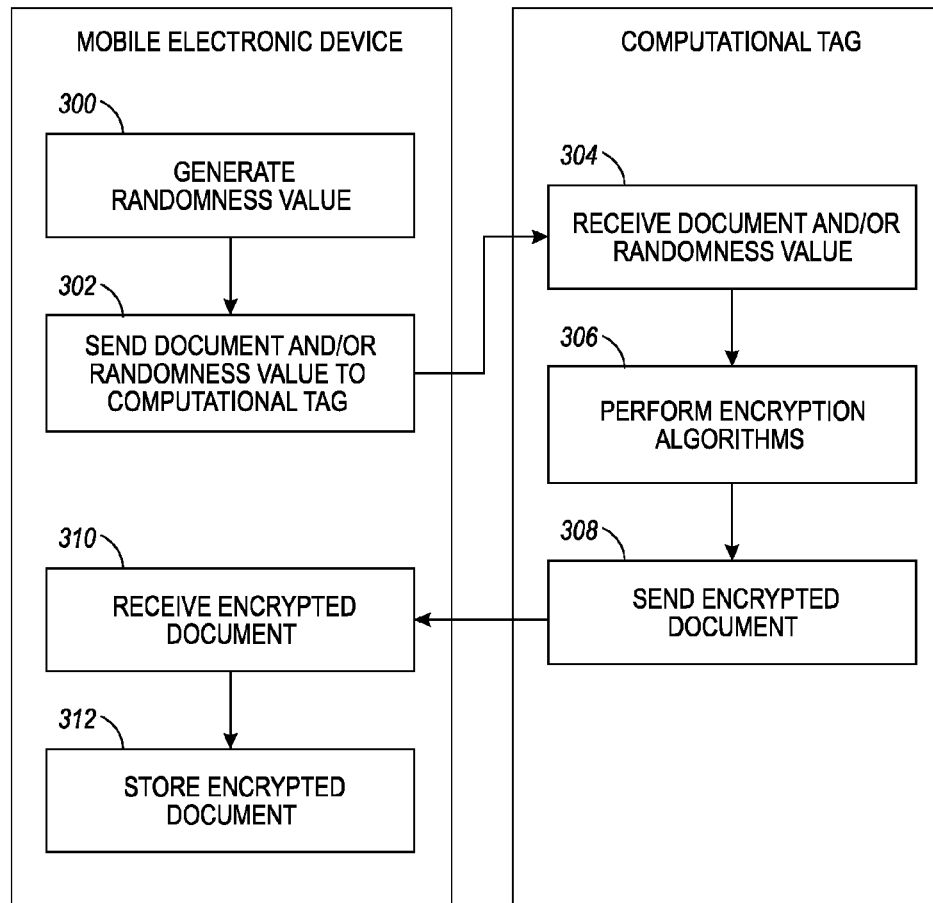 MOBILE ELECTRONIC DEVICE
300
GENERATE
RANDOMNESS VALUE
302
SEND DOCUMENT AND/OR
RANDOMNESS VALUE TO
COMPUTATIONAL TAG
310
RECEIVE ENCRYPTED
DOCUMENT
312
STORE ENCRYPTED
DOCUMENT
COMPUTATIONAL TAG
304
RECEIVE DOCUMENT AND/OR
RANDOMNESS VALUE
306
PERFORM ENCRYPTION
ALGORITHMS
308
SEND ENCRYPTED
DOCUMENT